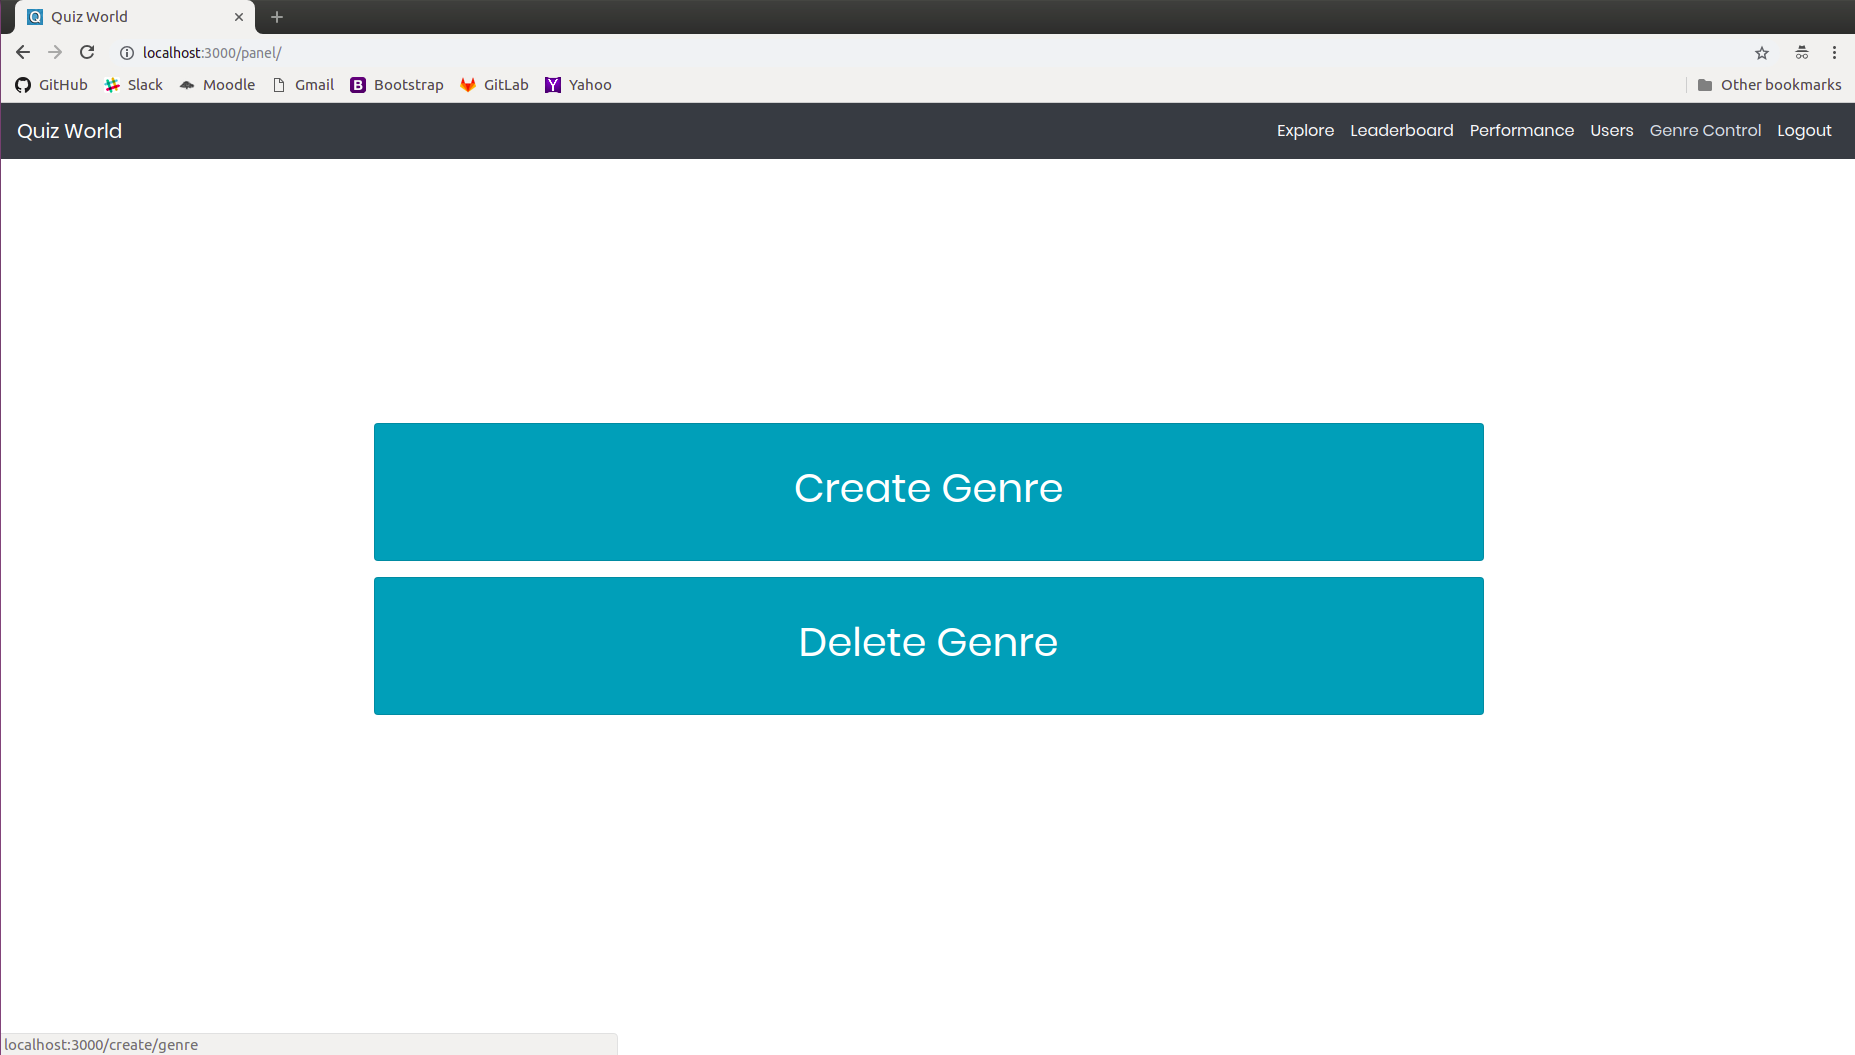 Quiz World
localhost:3000/panel/
GitHub Slack Moodle Gmail Bootstrap GitLab Yahoo Other bookmarks
Quiz World Explore Leaderboard Performance Users Genre Control Logout
Create Genre
Delete Genre
localhost:3000/create/genre